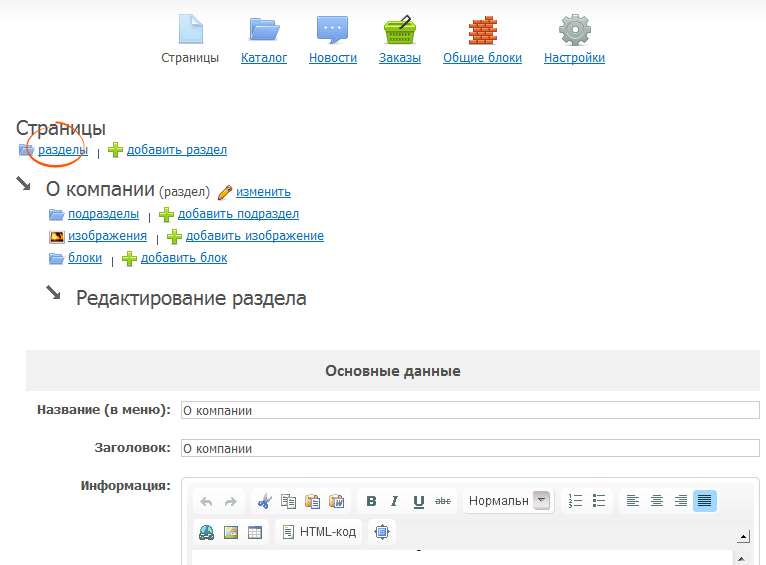 Страницы Каталог Новости Заказы Общие блоки Настройки
Страницы
разделы | добавить раздел
О компании (раздел) изменить
подразделы | добавить подраздел
изображения | добавить изображение
блоки | добавить блок
Редактирование раздела
Основные данные
Название (в меню): О компании
Заголовок: О компании
Информация:
B I U abc Нормальн
HTML-код